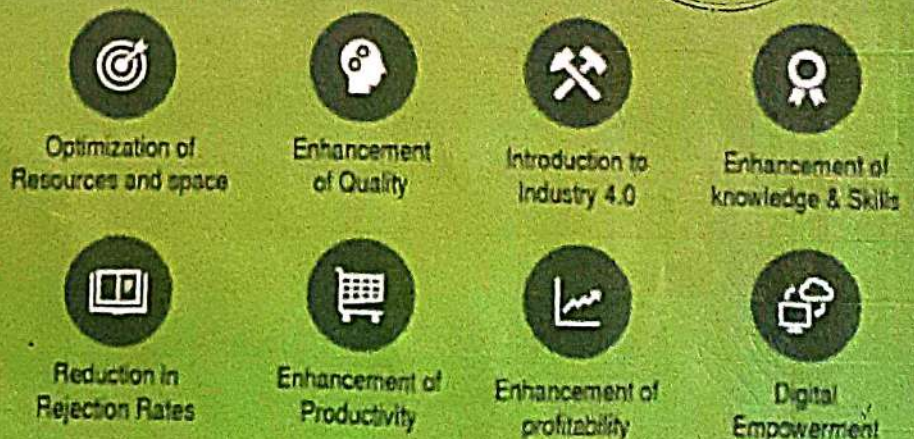 Optimization of
Resources and space
Enhancement
of Quality
Introduction to
Industry 4.0
Enhancement of
knowledge & Skills
Reduction in
Rejection Rates
Enhancement of
Productivity
Enhancement of
profitability
Digital
Empowerment